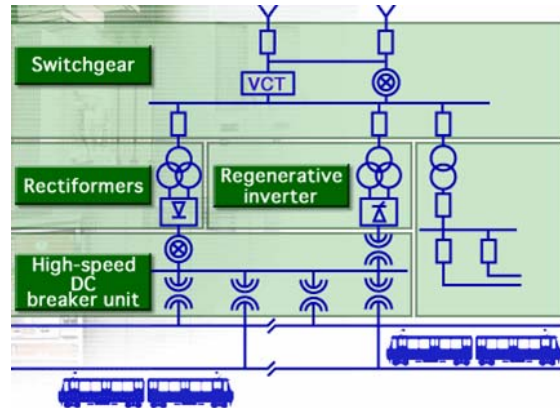 Switchgear
VCT
Rectiformers
Regenerative
inverter
High-speed
DC
breaker unit